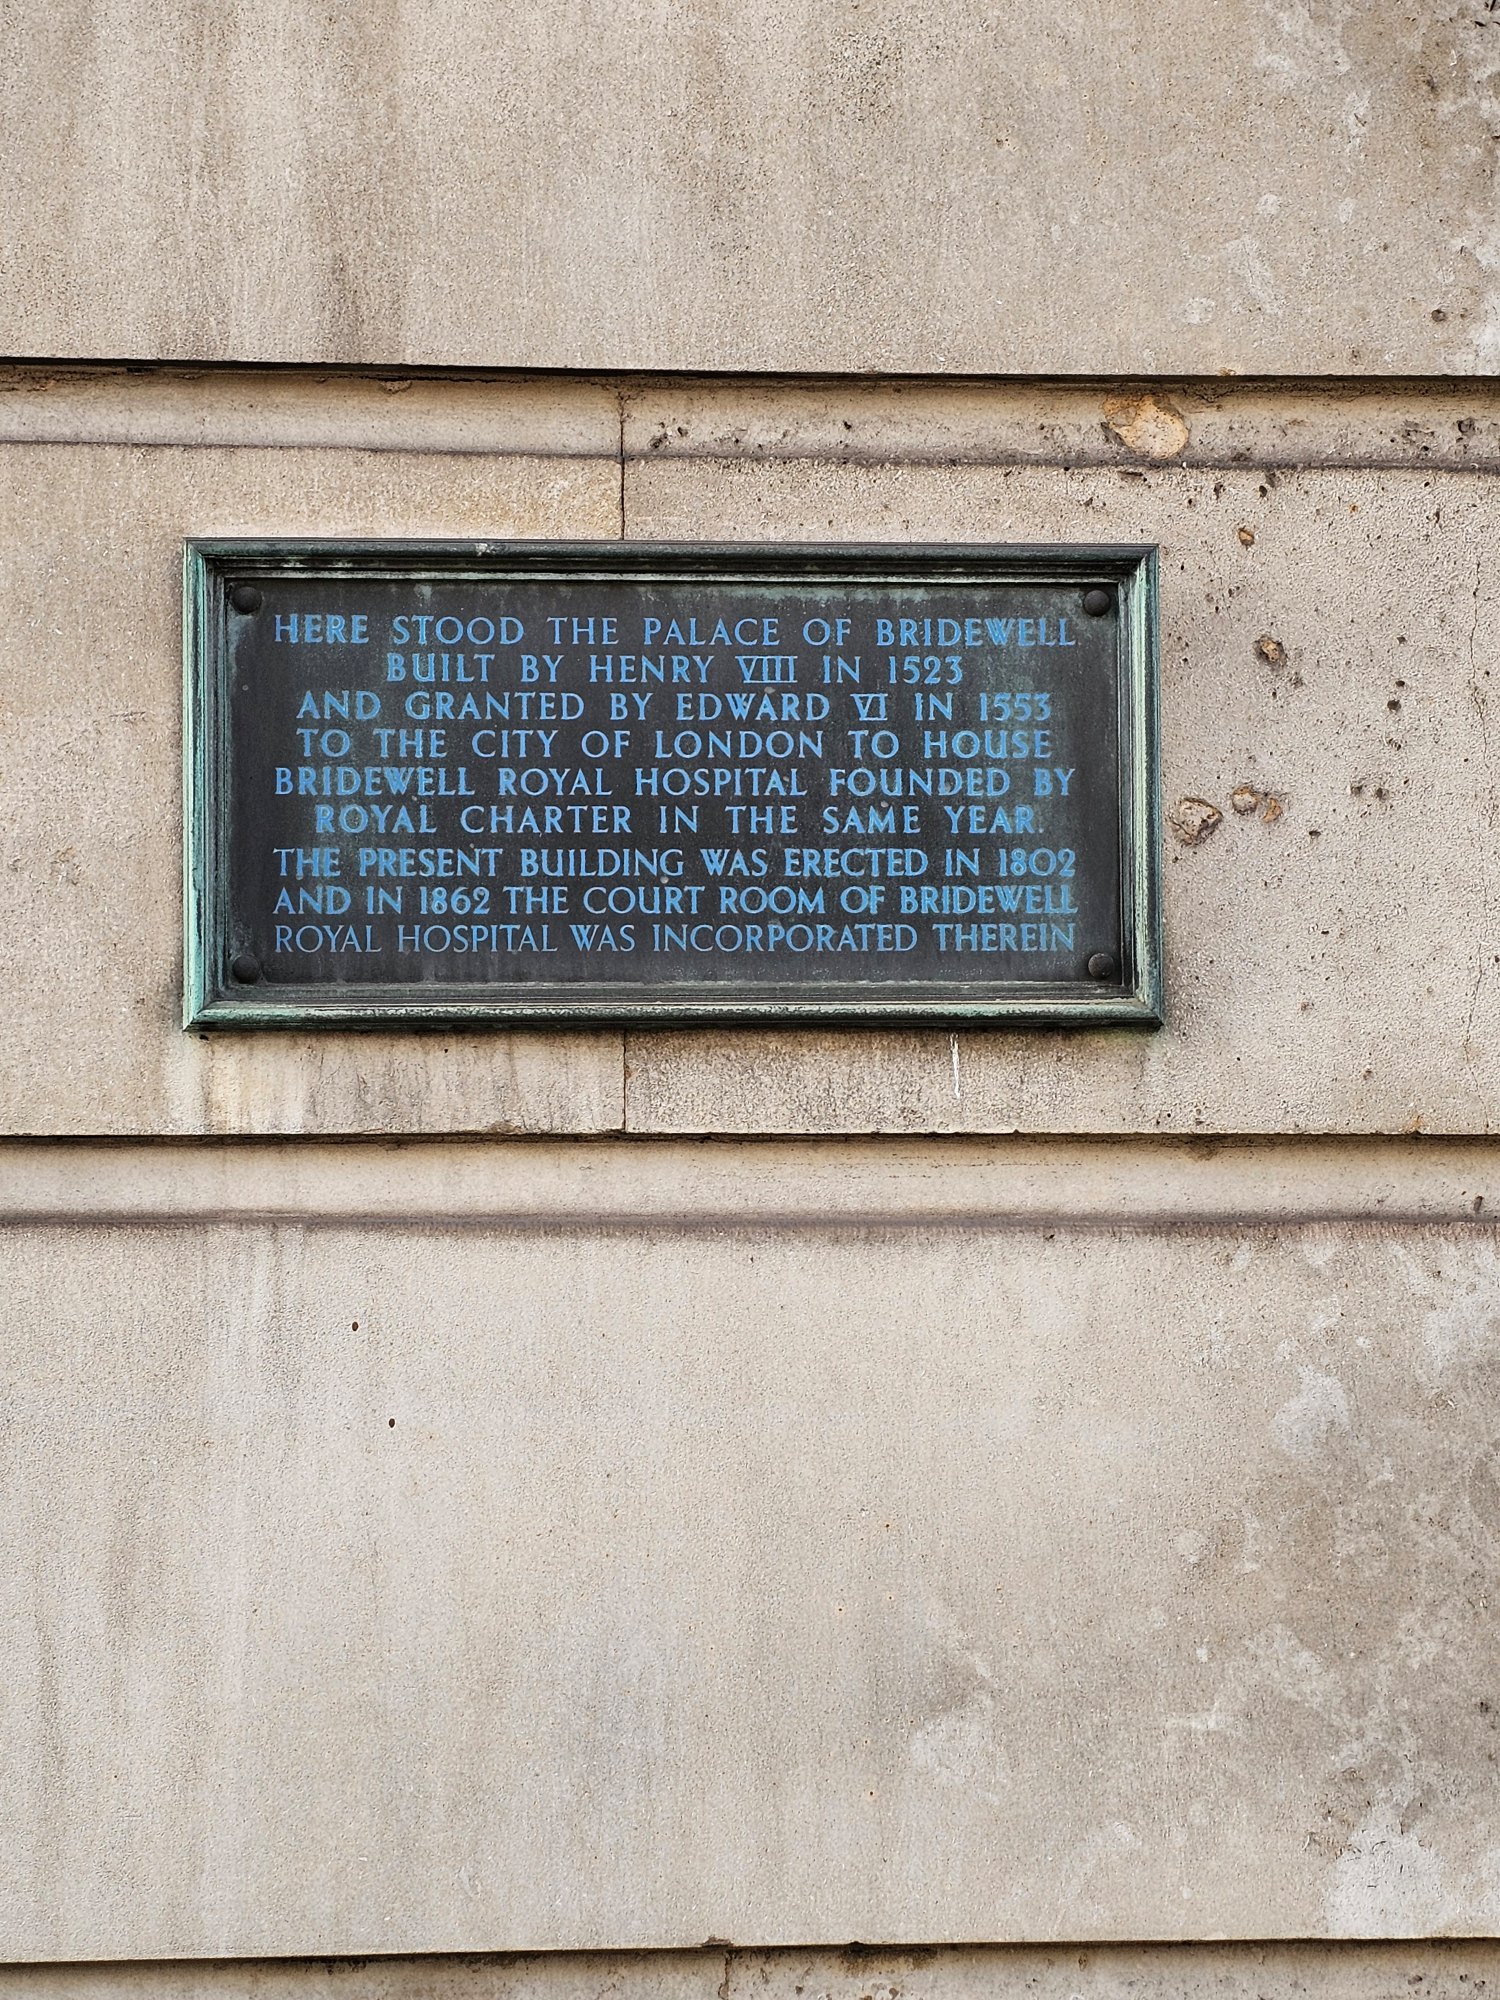 HERE STOOD THE PALACE OF BRIDEWELL
BUILT BY HENRY VIII IN 1523
AND GRANTED BY EDWARD VI IN 1553
TO THE CITY OF LONDON TO HOUSE
BRIDEWELL ROYAL HOSPITAL FOUNDED BY
ROYAL CHARTER IN THE SAME YEAR.
THE PRESENT BUILDING WAS ERECTED IN 1802
AND IN 1862 THE COURT ROOM OF BRIDEWELL
ROYAL HOSPITAL WAS INCORPORATED THEREIN